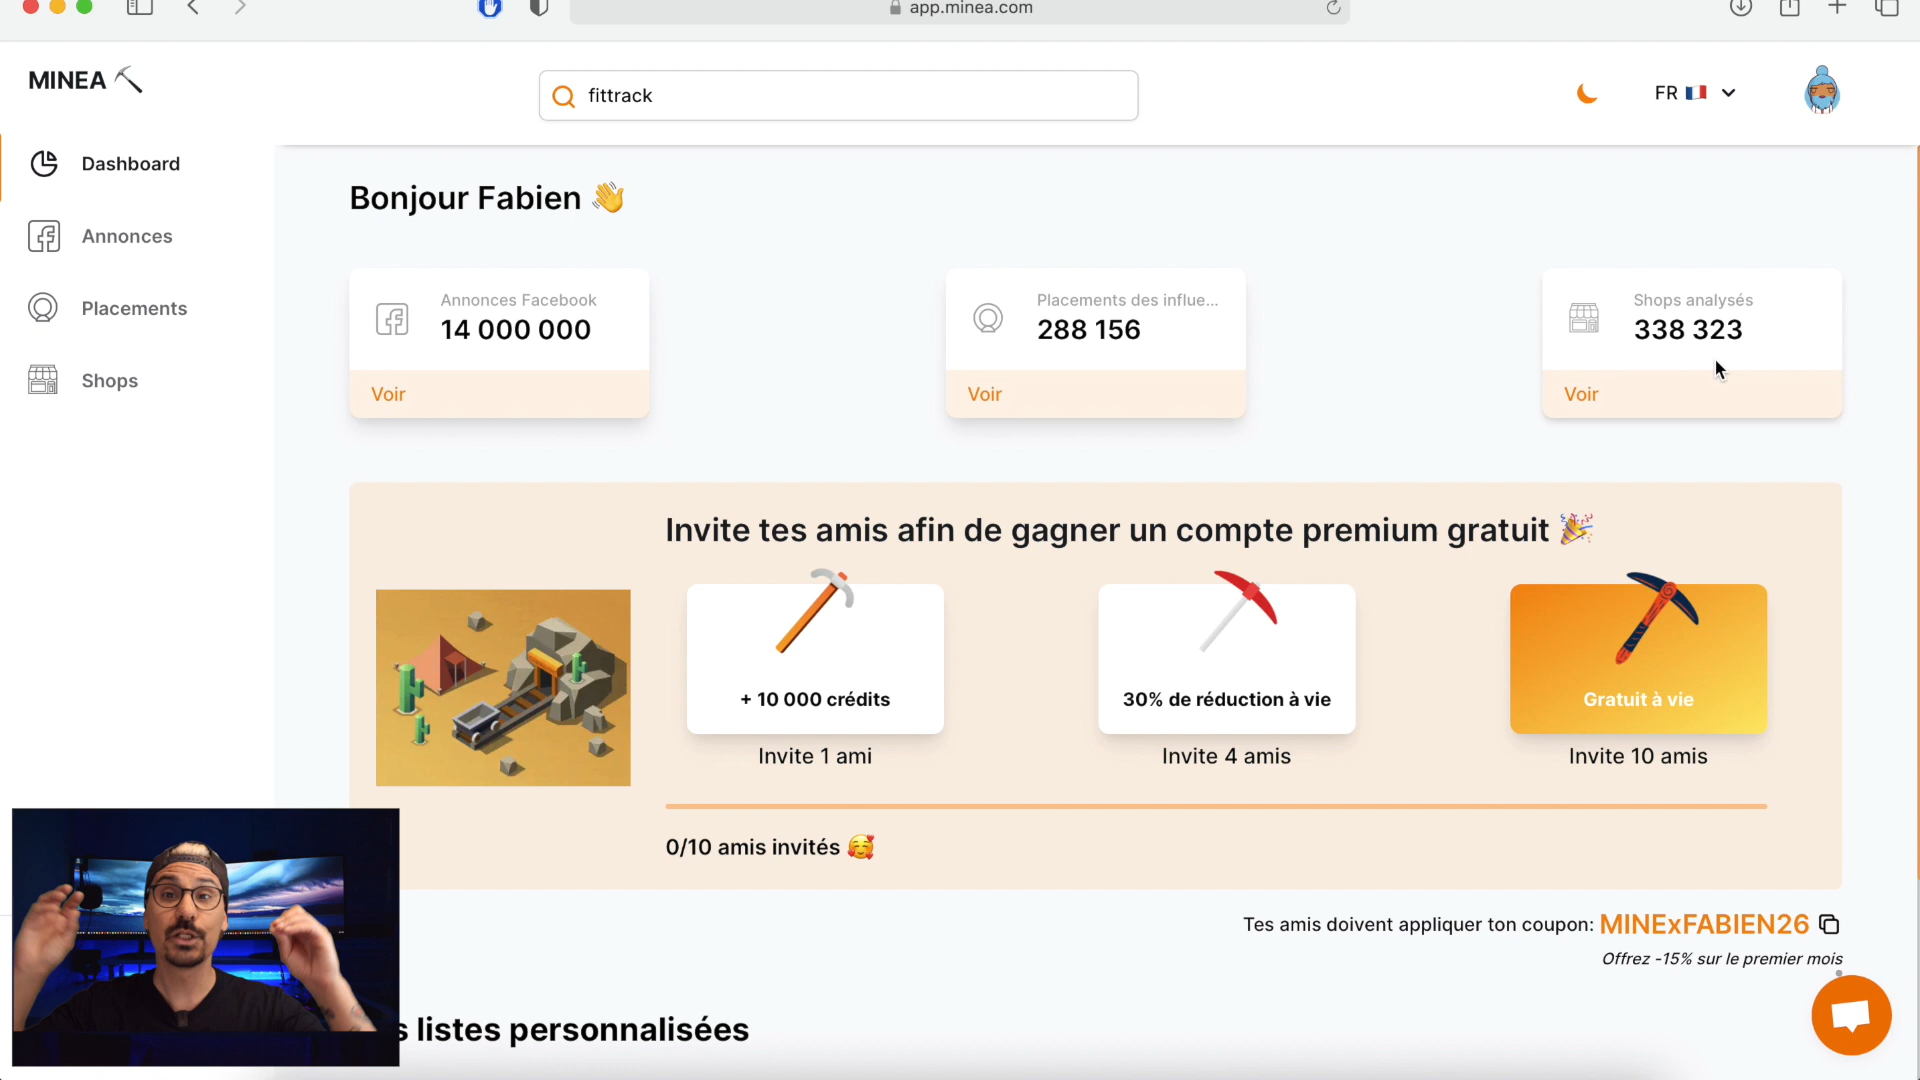 app.minea.com
MINEA
fittrack
FR
Dashboard
Annonces
Placements
Shops
Bonjour Fabien
Annonces Facebook
14 000 000
Voir
Placements des influe...
288 156
Voir
Shops analysés
338 323
Voir
Invite tes amis afin de gagner un compte premium gratuit
+ 10 000 crédits
Invite 1 ami
30% de réduction à vie
Invite 4 amis
Gratuit à vie
Invite 10 amis
0/10 amis invités
Tes amis doivent appliquer ton coupon: MINExFABIEN26
Offrez -15% sur le premier mois
s listes personnalisées